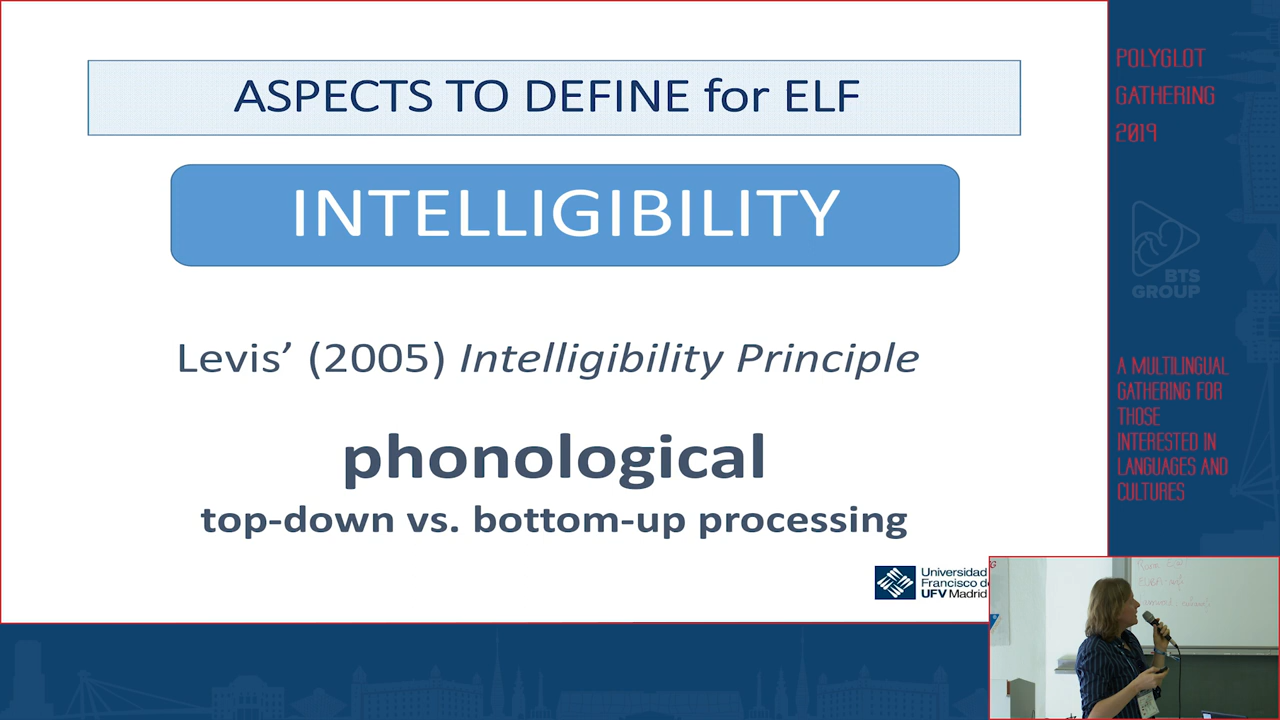 ASPECTS TO DEFINE for ELF
INTELLIGIBILITY
Levis’ (2005) Intelligibility Principle
phonological
top-down vs. bottom-up processing
Universidad
Francisco de
UFV Madrid
POLYGLOT
GATHERING
2019
BTS
GROUP
A MULTILINGUAL
GATHERING FOR
THOSE
INTERESTED IN
LANGUAGES AND
CULTURES